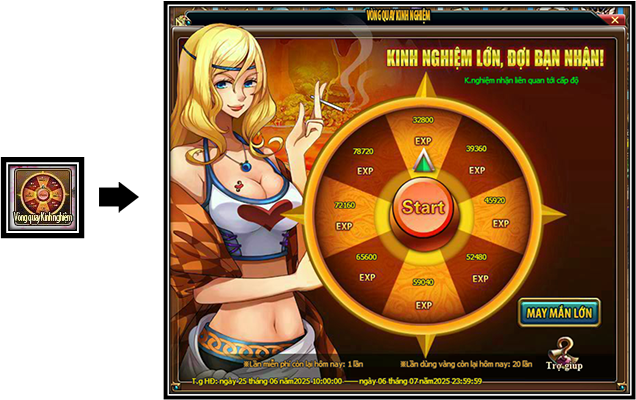 VÒNG QUAY KINH NGHIỆM
KINH NGHIỆM LỚN, ĐỢI BẠN NHẬN!
K.nghiệm nhận liên quan tới cấp độ
32800
EXP
39360
EXP
45920
EXP
52480
EXP
59040
EXP
65600
EXP
72160
EXP
78720
EXP
Start
Vòng quay Kinh nghiệm
MAY MẮN LỚN
Trợ giúp
※Lần miễn phí còn lại hôm nay: 1 lần
※Lần dùng vàng còn lại hôm nay: 20 lần
T.g HĐ: ngày 25 tháng 06 năm2025 10:00:00 —— ngày 06 tháng 07 năm2025 23:59:59